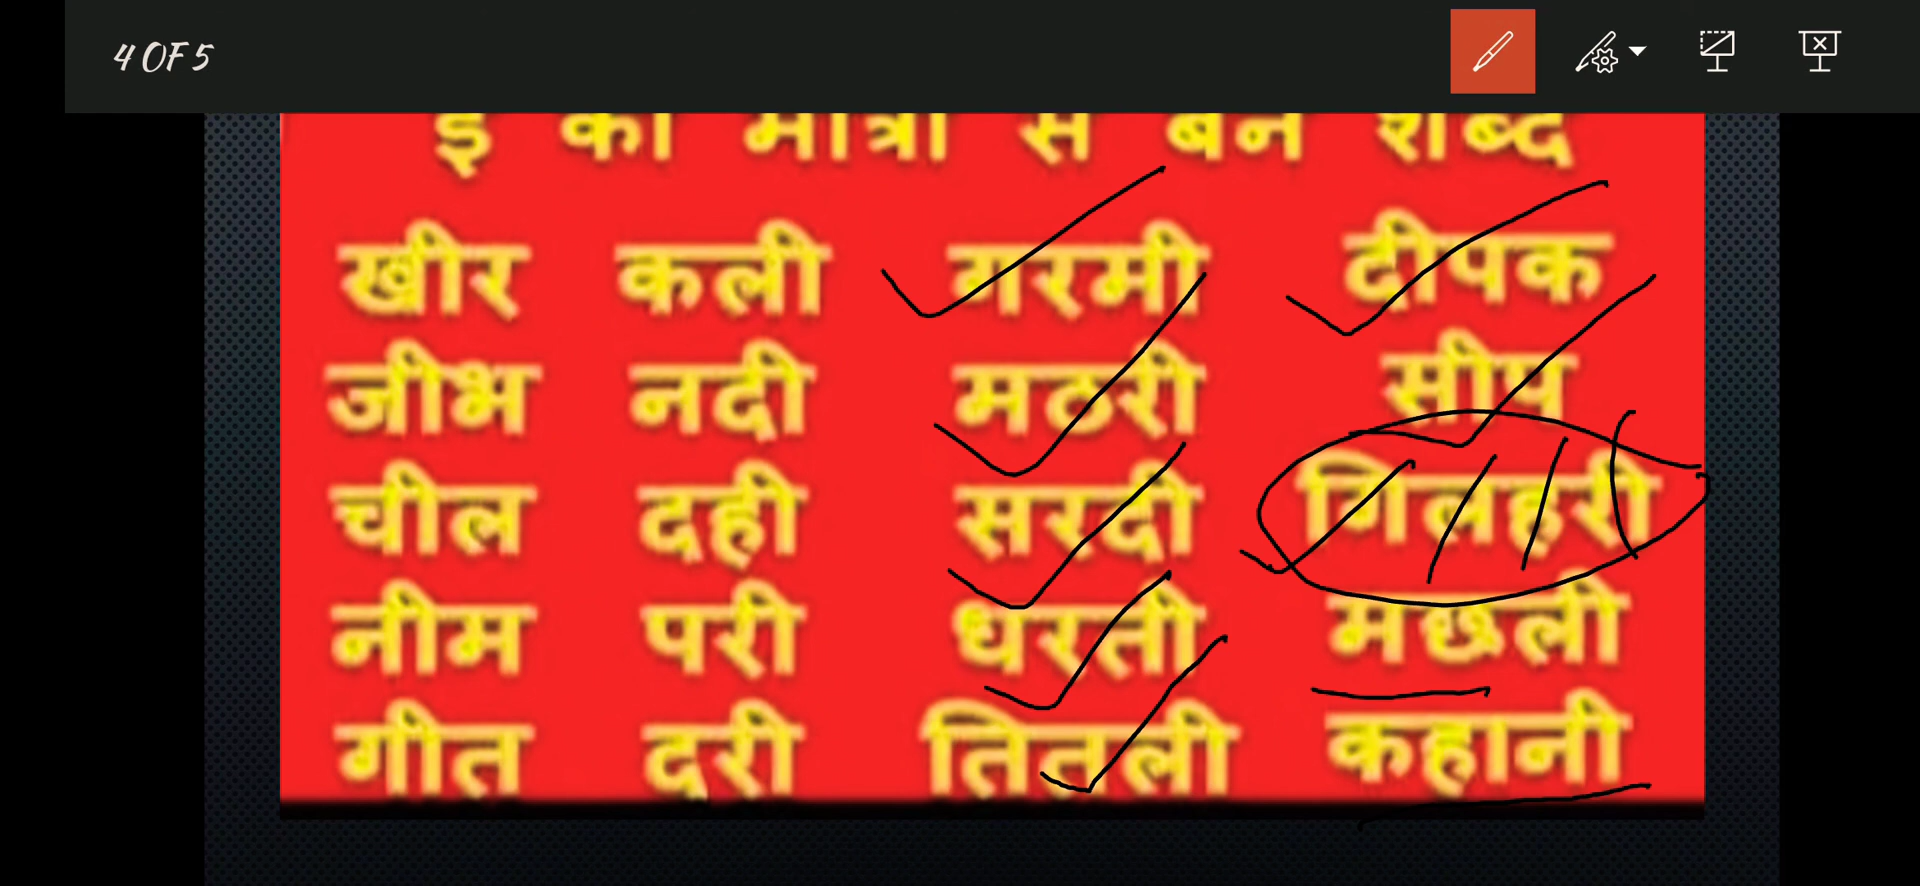 4 OF 5
इ की मात्रा से बने शब्द
खीर कली गरमी दीपक
जीभ नदी मठरी सीप
चील दही सरदी गिलहरी
नीम परी धरती मछली
गीत दरी तितली कहानी